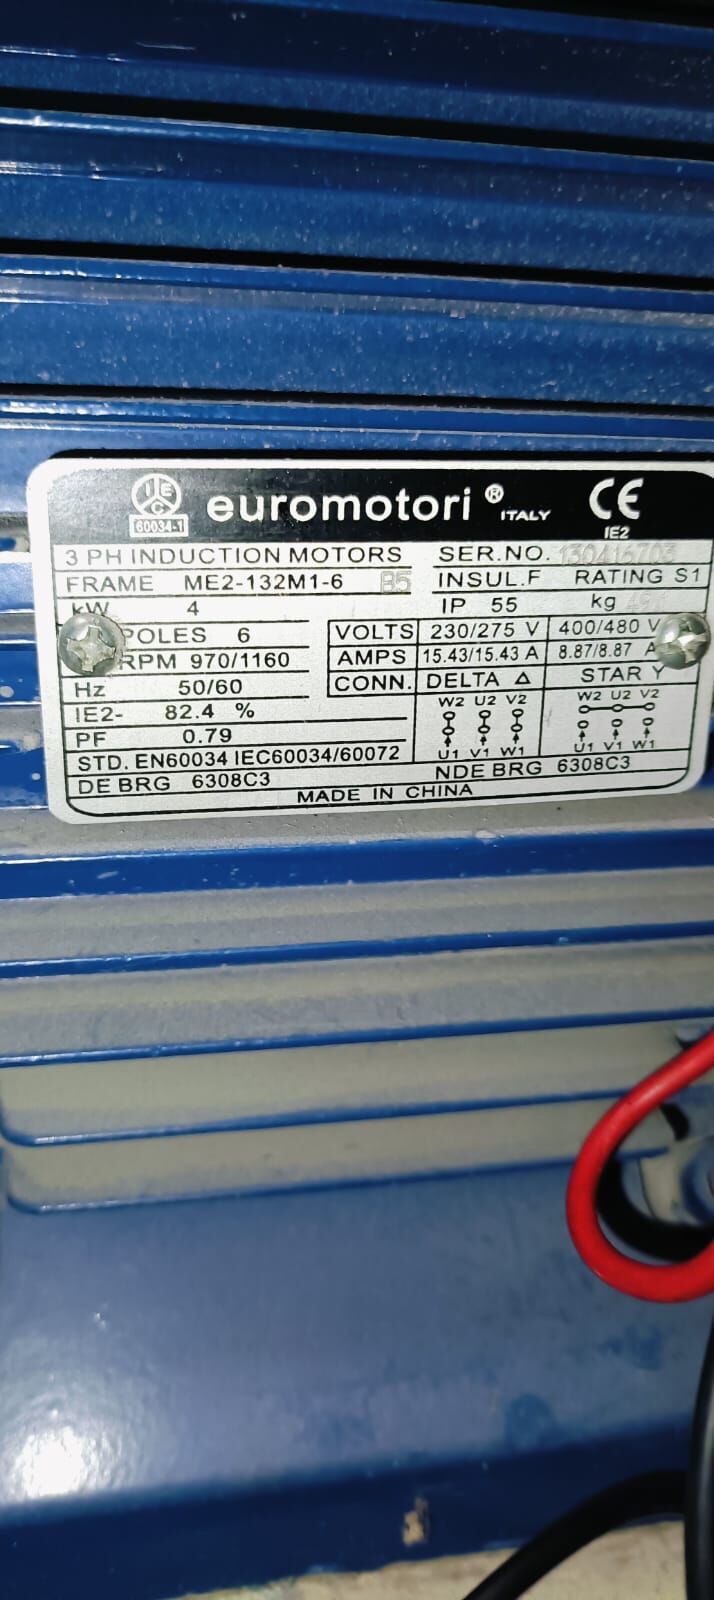 IEC
60034-1
euromotori ® ITALY
CE
IE2
3 PH INDUCTION MOTORS SER.NO. 130416703
FRAME ME2-132M1-6 B5 INSUL.F RATING S1
kW 4 IP 55 kg
POLES 6 VOLTS 230/275 V 400/480 V
RPM 970/1160 AMPS 15.43/15.43 A 8.87/8.87 A
Hz 50/60 CONN. DELTA Δ STAR Y
IE2- 82.4 % W2 U2 V2 W2 U2 V2
PF 0.79 U1 V1 W1 U1 V1 W1
STD. EN60034 IEC60034/60072
DE BRG 6308C3 NDE BRG 6308C3
MADE IN CHINA